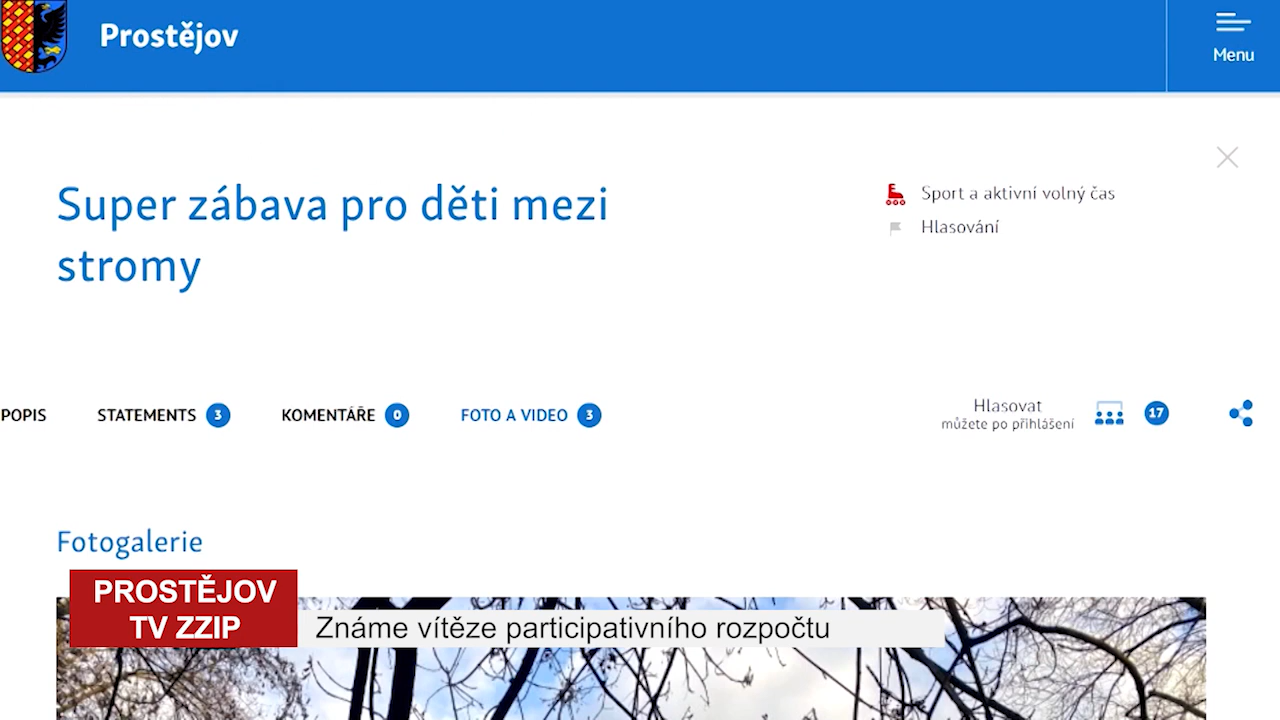 Prostějov
Menu
Super zábava pro děti mezi
stromy
Sport a aktivní volný čas
Hlasování
POPIS
STATEMENTS 3
KOMENTÁŘE 0
FOTO A VIDEO 3
Hlasovat
můžete po přihlášení
17
Fotogalerie
PROSTĚJOV
TV ZZIP
Známe vítěze participativního rozpočtu